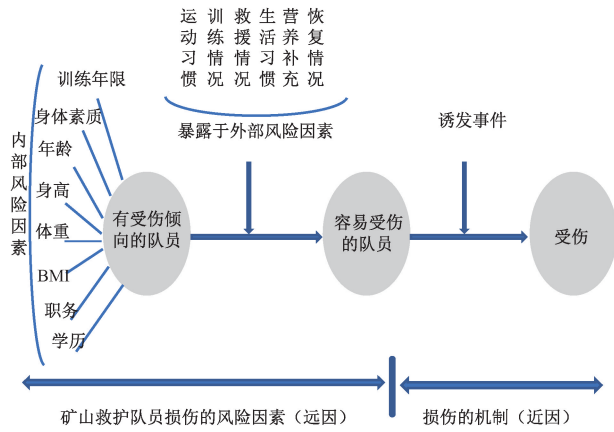 运动习惯
训练情况
救援情况
生活习惯
营养补充
恢复情况
暴露于外部风险因素
诱发事件
内部风险因素
训练年限
身体素质
年龄
身高
体重
BMI
职务
学历
有受伤倾
向的队员
容易受伤
的队员
受伤
矿山救护队员损伤的风险因素（远因）
损伤的机制（近因）